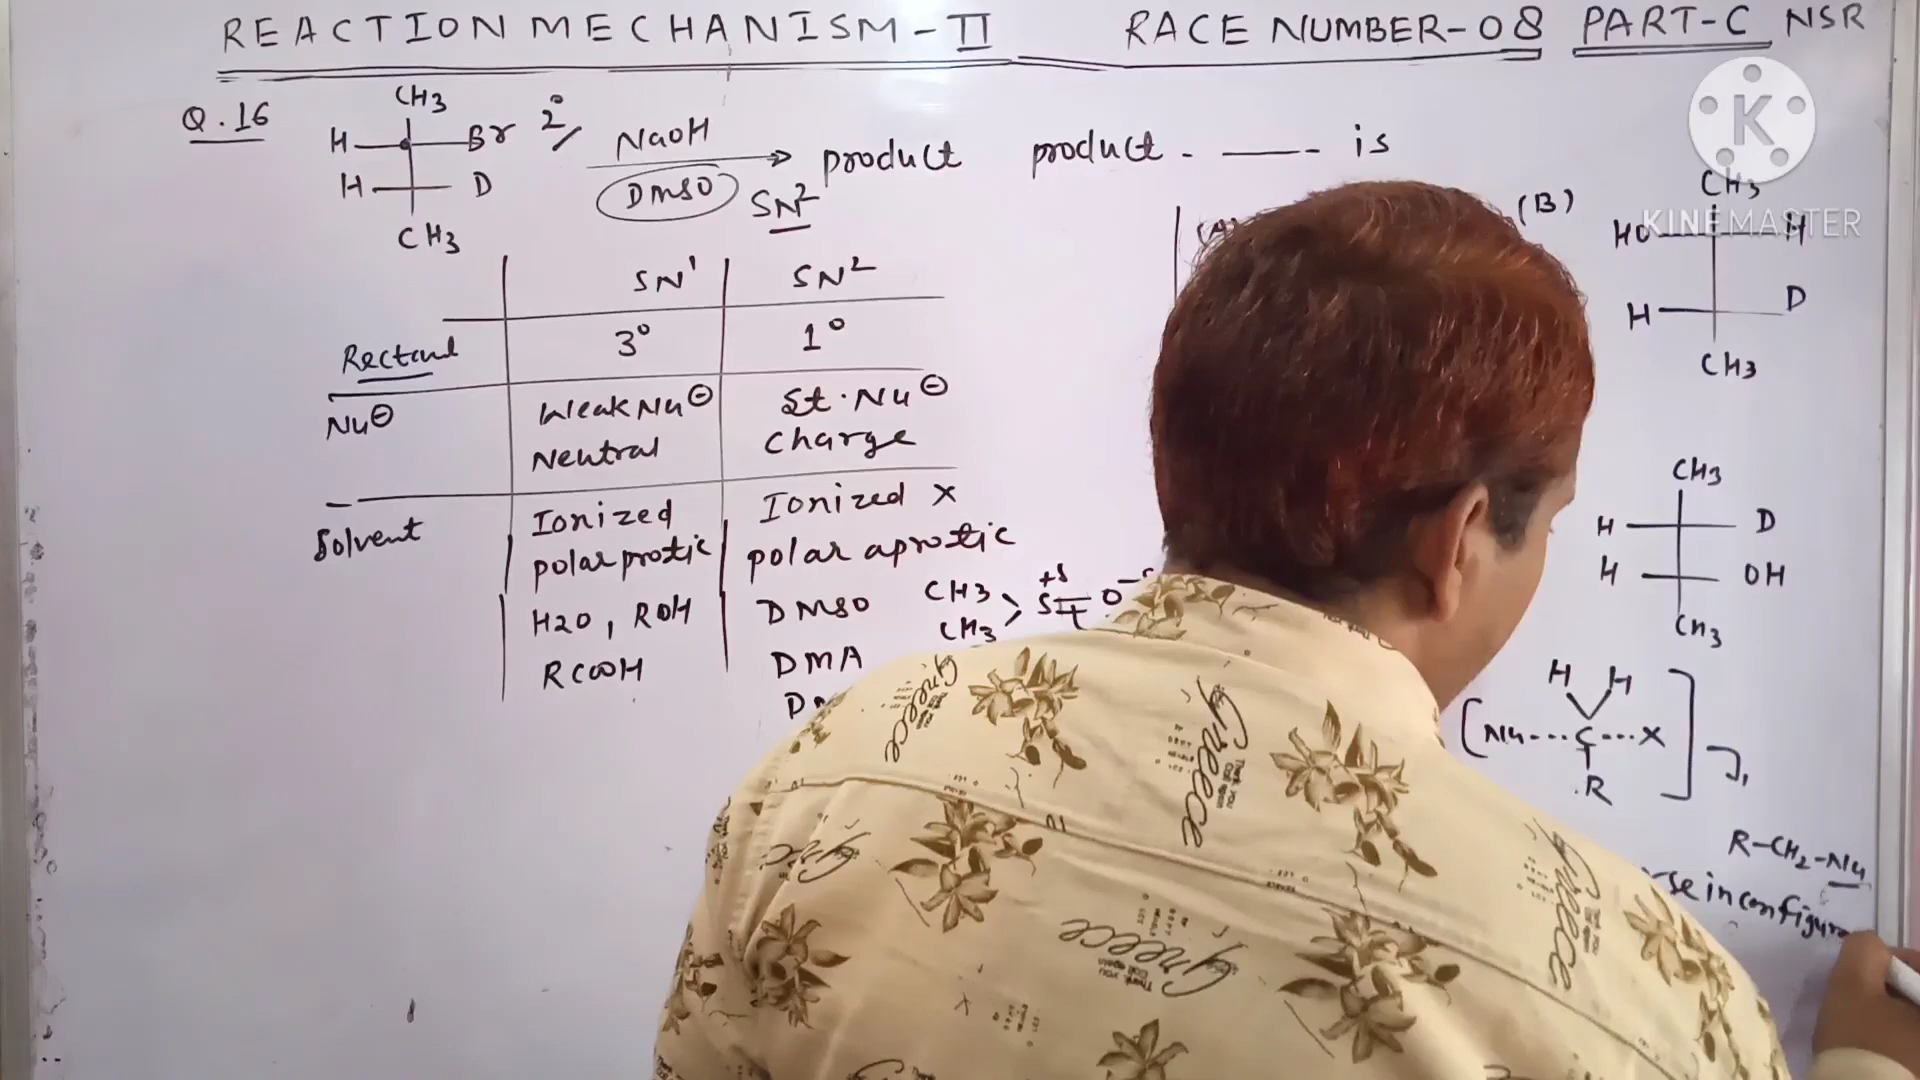 REACTION MECHANISM-II RACE NUMBER-08 PART-C NSR
K
KINEMASTER
Q.16
CH3
H Br 2°
H D
CH3
NaOH
DMSO
SN2
product product. ——— is
SN1 SN2
Rectant 3° 1°
Nu⊖ Weak Nu⊖ St. Nu⊖
Neutral charge
Solvent Ionized Ionized x
polar protic polar aprotic
H2O, ROH DMSO
RCOOH DMA
CH3 +δ
S O
CH3
(A)
(B)
CH3
HO H
H D
CH3
CH3
H D
H OH
CH3
H H
[Nu---C---X]
R
R-CH2-Nu